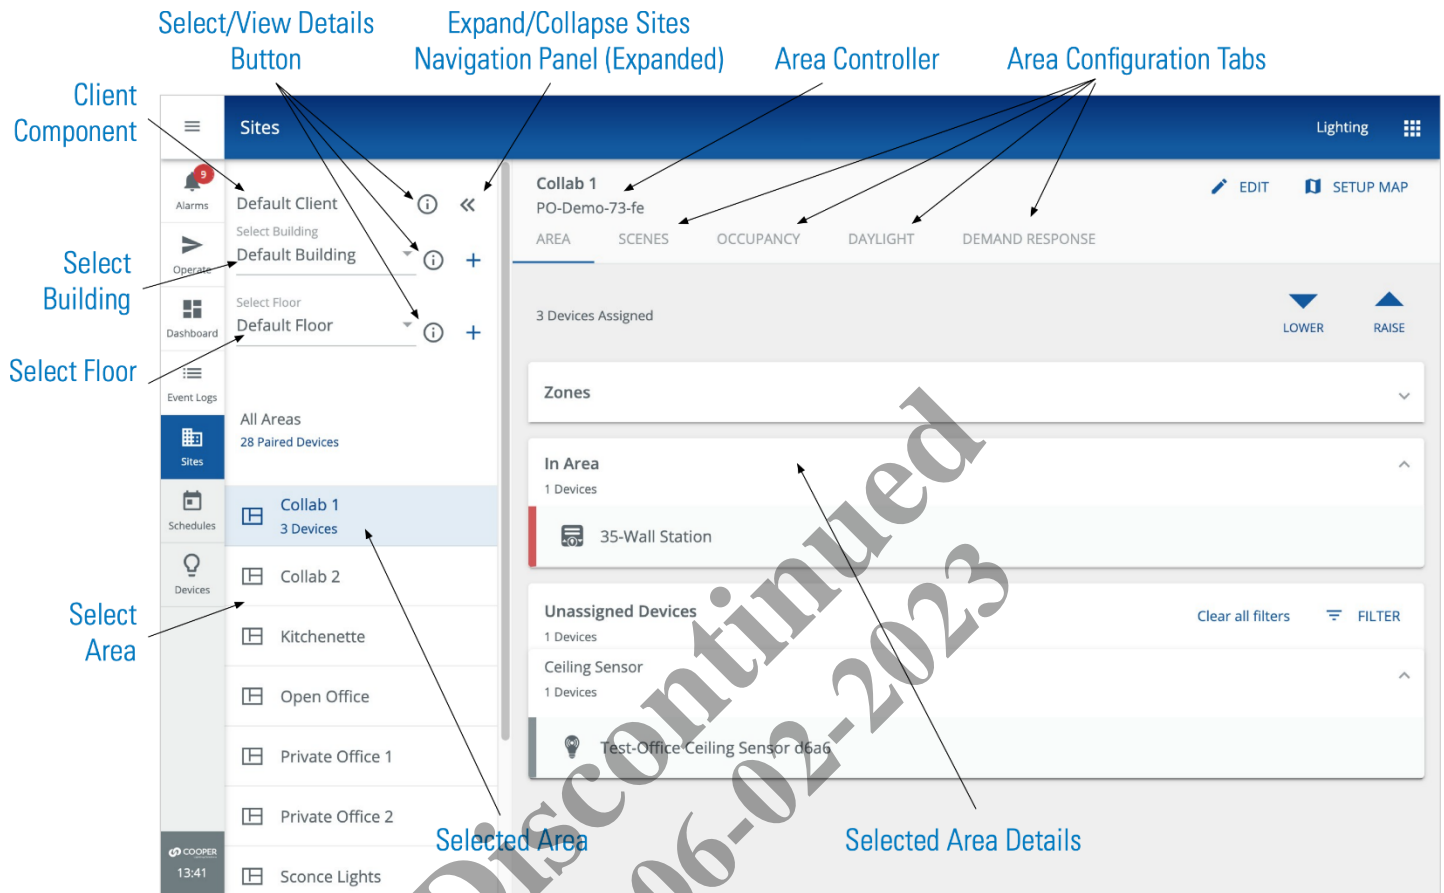 Select/View Details
Button
Expand/Collapse Sites
Navigation Panel (Expanded)
Area Controller
Area Configuration Tabs
Client
Component
Sites
Lighting
9
Alarms
Default Client
Collab 1
PO-Demo-73-fe
EDIT
SETUP MAP
Select Building
Default Building
AREA
SCENES
OCCUPANCY
DAYLIGHT
DEMAND RESPONSE
Select
Building
Operate
Select Floor
Default Floor
Dashboard
3 Devices Assigned
LOWER
RAISE
Select Floor
Event Logs
Zones
All Areas
28 Paired Devices
Sites
In Area
1 Devices
Collab 1
3 Devices
Schedules
35-Wall Station
Collab 2
Devices
Select
Area
Unassigned Devices
1 Devices
Clear all filters
FILTER
Kitchenette
Ceiling Sensor
1 Devices
Open Office
Test-Office Ceiling Sensor d6a6
Private Office 1
Private Office 2
Selected Area
Selected Area Details
COOPER
13:41
Sconce Lights
Discontinued
06-02-2023